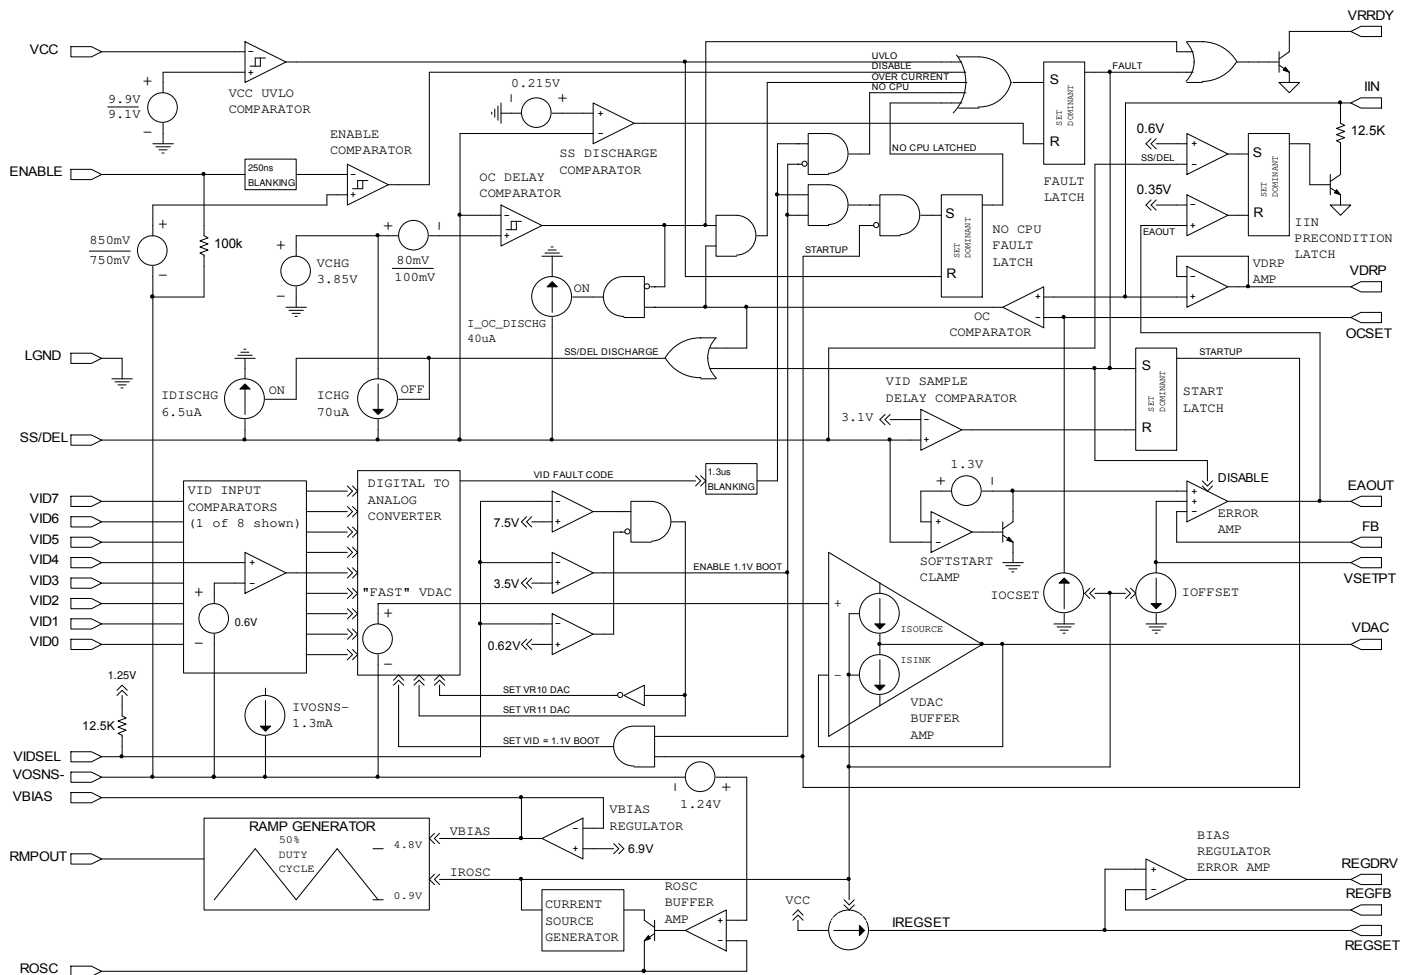 VCC
9.9V
9.1V
VCC UVLO
COMPARATOR
0.215V
SS DISCHARGE
COMPARATOR
UVLO
DISABLE
OVER CURRENT
NO CPU
NO CPU LATCHED
S
R
SET
DOMINANT
FAULT
LATCH
FAULT
VRRDY
IIN
12.5K
0.6V
SS/DEL
0.35V
EAOUT
S
R
SET
DOMINANT
IIN
PRECONDITION
LATCH
ENABLE
COMPARATOR
ENABLE
250ns
BLANKING
850mV
750mV
100k
OC DELAY
COMPARATOR
VCHG
3.85V
80mV
100mV
STARTUP
S
R
SET
DOMINANT
NO CPU
FAULT
LATCH
VDRP
AMP
VDRP
I_OC_DISCHG
40uA
ON
OC
COMPARATOR
OCSET
LGND
SS/DEL DISCHARGE
IDISCHG
6.5uA
ON
ICHG
70uA
OFF
VID SAMPLE
DELAY COMPARATOR
3.1V
S
R
SET
DOMINANT
STARTUP
START
LATCH
SS/DEL
1.3V
DISABLE
SOFTSTART
CLAMP
ERROR
AMP
EAOUT
FB
VSETPT
IOCSET
IOFFSET
VDAC
VID7
VID6
VID5
VID4
VID3
VID2
VID1
VID0
VID INPUT
COMPARATORS
(1 of 8 shown)
0.6V
DIGITAL TO
ANALOG
CONVERTER
"FAST" VDAC
VID FAULT CODE
1.3us
BLANKING
7.5V
3.5V
0.62V
ENABLE 1.1V BOOT
ISOURCE
ISINK
VDAC
BUFFER
AMP
1.25V
12.5K
IVOSNS-
1.3mA
SET VR10 DAC
SET VR11 DAC
SET VID = 1.1V BOOT
VIDSEL
VOSNS-
1.24V
VBIAS
VBIAS
REGULATOR
VBIAS
6.9V
RAMP GENERATOR
50%
DUTY
CYCLE
4.8V
0.9V
RMPOUT
IROSC
CURRENT
SOURCE
GENERATOR
ROSC
BUFFER
AMP
VCC
IREGSET
BIAS
REGULATOR
ERROR AMP
REGDRV
REGFB
REGSET
ROSC